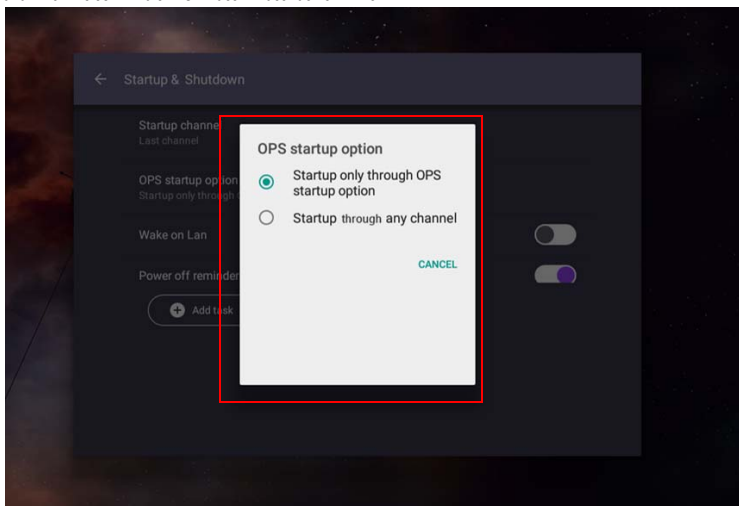 Startup & Shutdown
Startup channe
Last channel
OPS startup option
Startup only through
Wake on Lan
Power off reminder
Add task
OPS startup option
Startup only through OPS
startup option
Startup through any channel
CANCEL